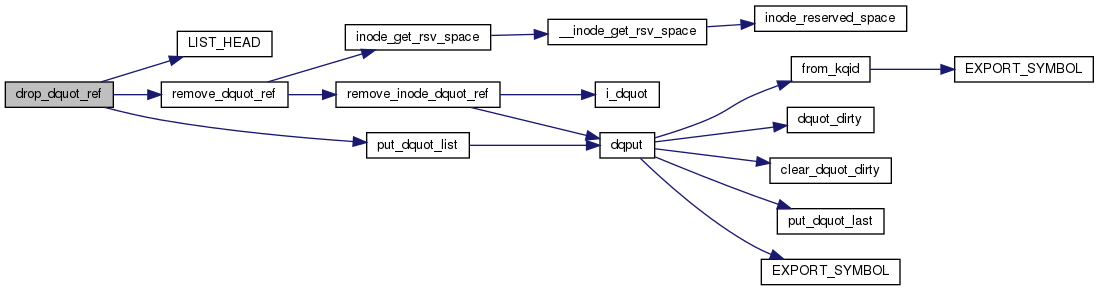 drop_dquot_ref
LIST_HEAD
remove_dquot_ref
put_dquot_list
inode_get_rsv_space
remove_inode_dquot_ref
__inode_get_rsv_space
i_dquot
dqput
inode_reserved_space
from_kqid
dquot_dirty
clear_dquot_dirty
put_dquot_last
EXPORT_SYMBOL
EXPORT_SYMBOL